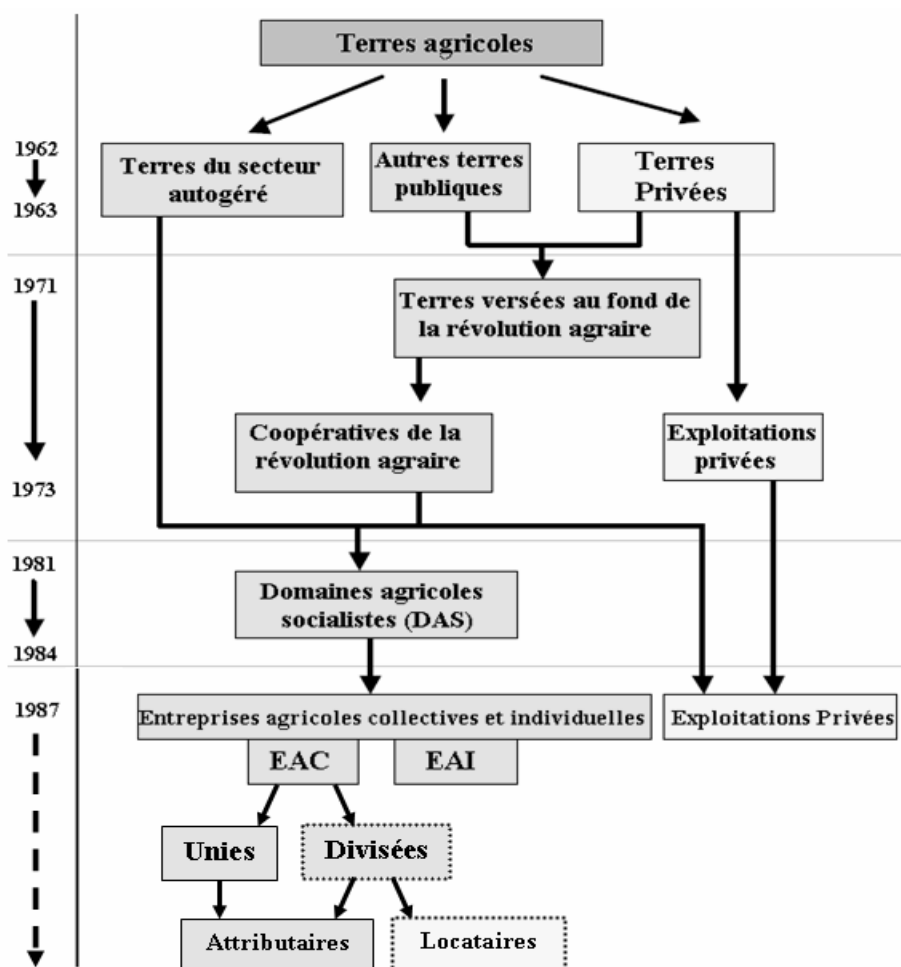 Terres agricoles
1962
1963
Terres du secteur
autogéré
Autres terres
publiques
Terres
Privées
1971
1973
Terres versées au fond de
la révolution agraire
Coopératives de la
révolution agraire
Exploitations
privées
1981
1984
Domaines agricoles
socialistes (DAS)
1987
Entreprises agricoles collectives et individuelles
Exploitations Privées
EAC
EAI
Unies
Divisées
Attributaires
Locataires